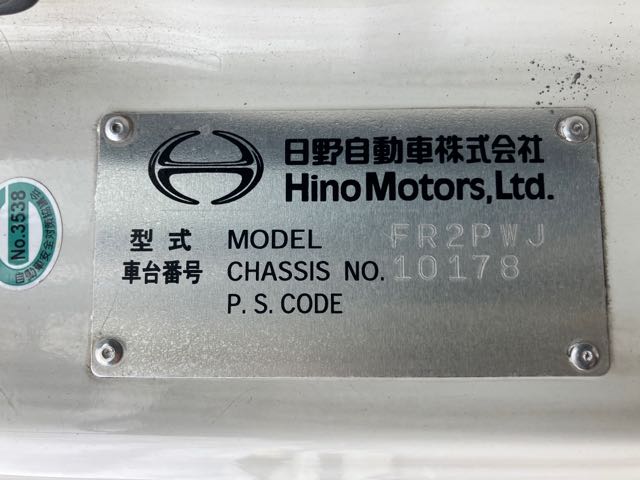 日野自動車株式会社
Hino Motors, Ltd.
型式 MODEL FR2PWJ
車台番号 CHASSIS NO. 10178
P. S. CODE
No.3538